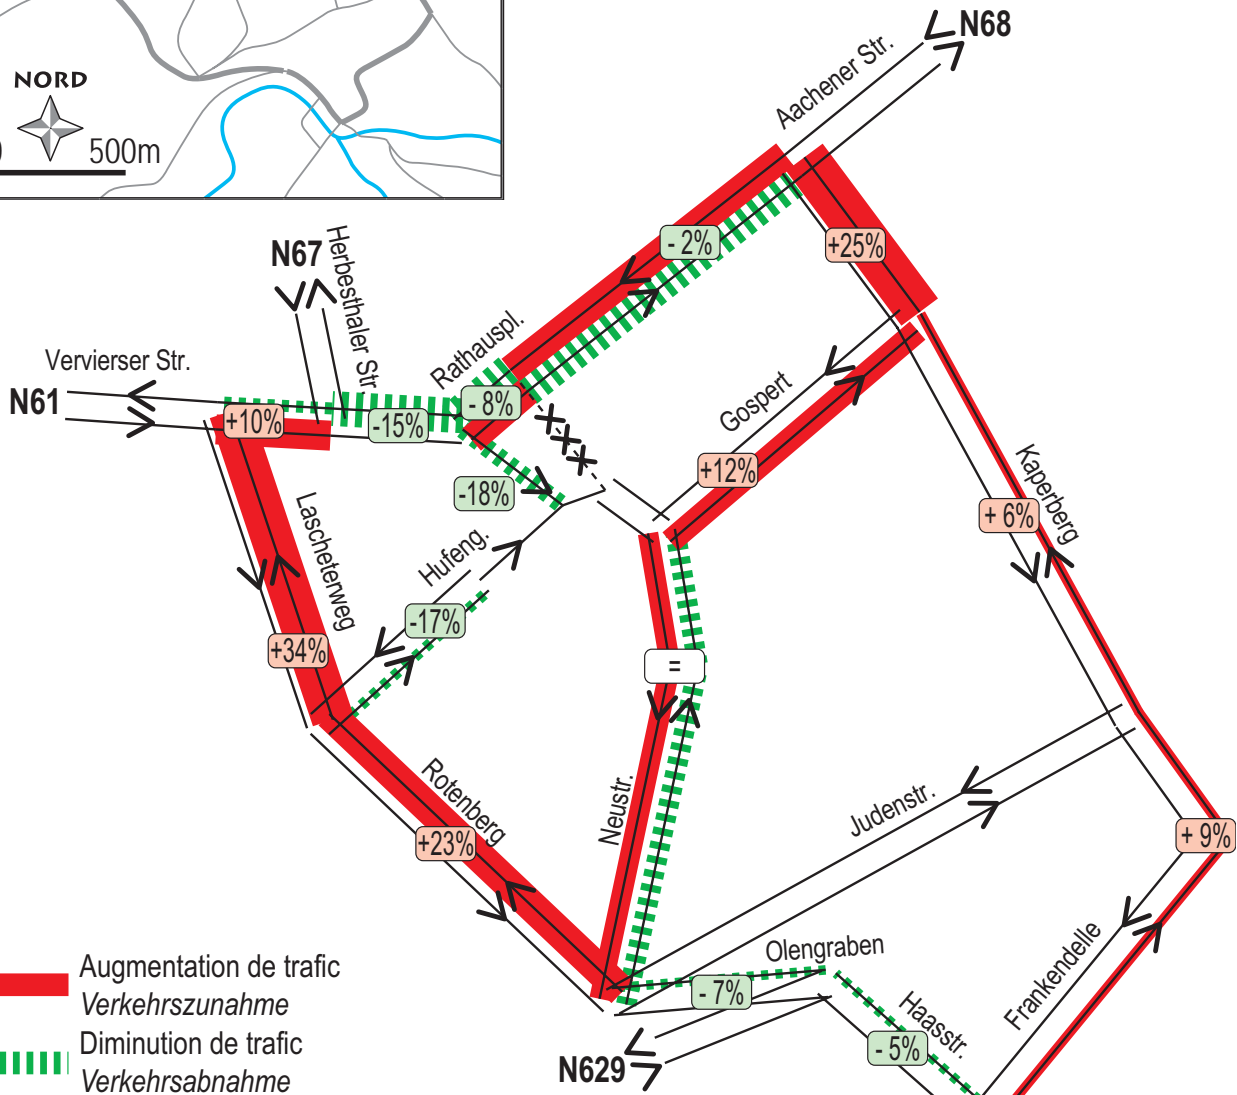 NORD
0 500m
N68
Aachener Str.
- 2%
+25%
N67
Herbesthaler Str.
Rathauspl.
Vervierser Str.
N61
+10%
-15%
- 8%
Gospert
+12%
-18%
Kaperberg
+ 6%
Lascheterweg
Hufeng.
-17%
+34%
=
Rotenberg
+23%
Neustr.
Judenstr.
+ 9%
Olengraben
- 7%
Haasstr.
- 5%
Frankendelle
N629
Augmentation de trafic
Verkehrszunahme
Diminution de trafic
Verkehrsabnahme